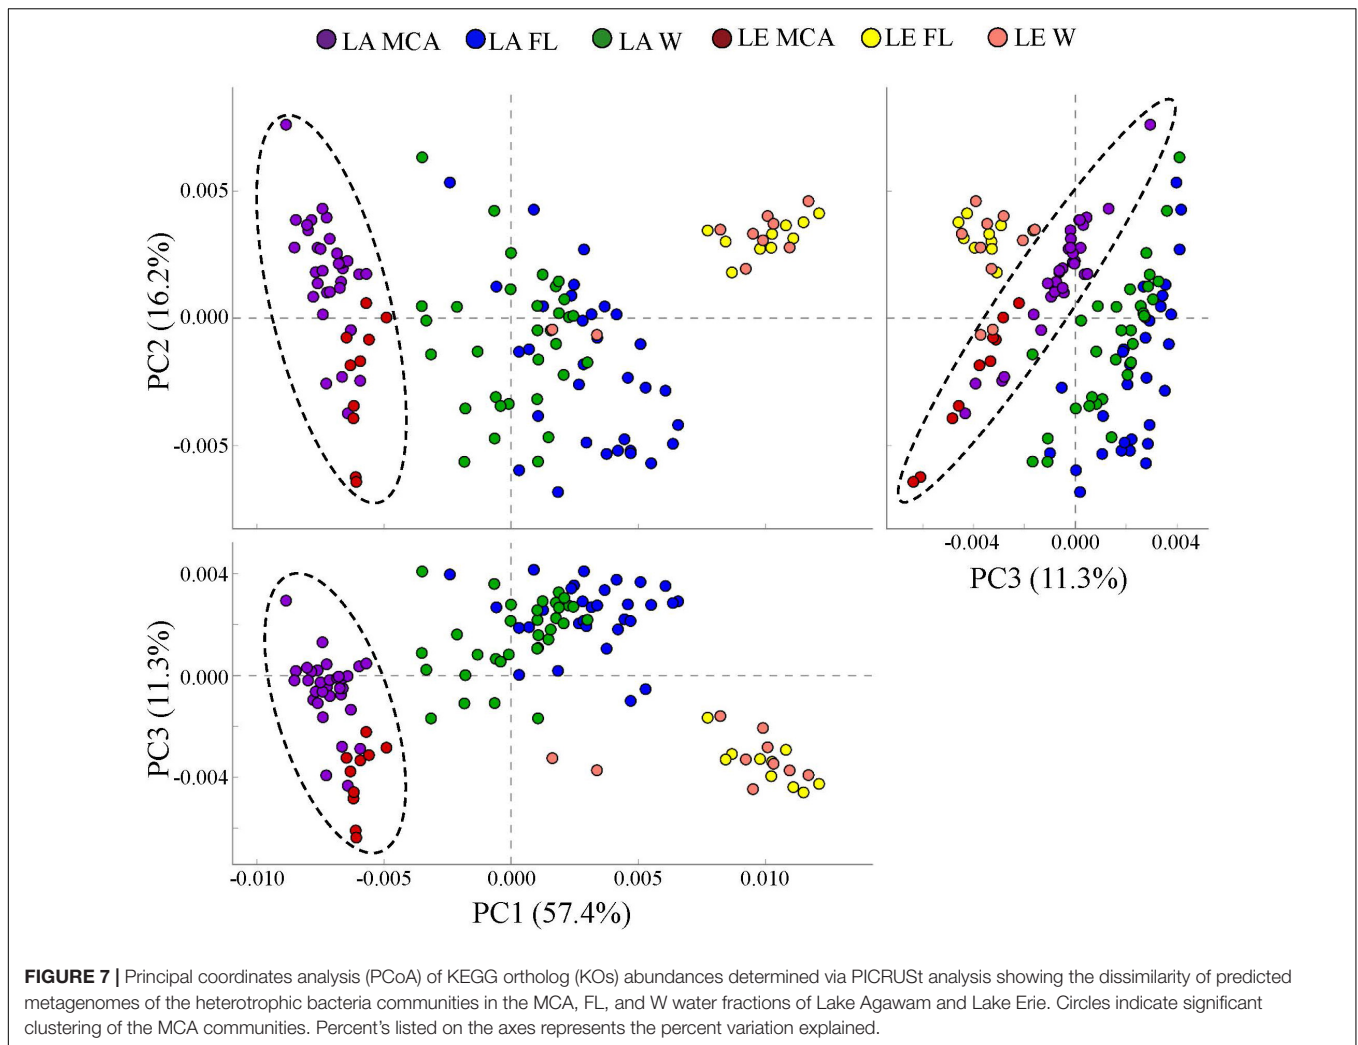 LA MCA LA FL LA W LE MCA LE FL LE W
0.005
0.000
-0.005
PC2 (16.2%)
-0.004 0.000 0.004
PC3 (11.3%)
0.004
0.000
-0.004
PC3 (11.3%)
-0.010 -0.005 0.000 0.005 0.010
PC1 (57.4%)
FIGURE 7 | Principal coordinates analysis (PCoA) of KEGG ortholog (KOs) abundances determined via PICRUSt analysis showing the dissimilarity of predicted
metagenomes of the heterotrophic bacteria communities in the MCA, FL, and W water fractions of Lake Agawam and Lake Erie. Circles indicate significant
clustering of the MCA communities. Percent's listed on the axes represents the percent variation explained.